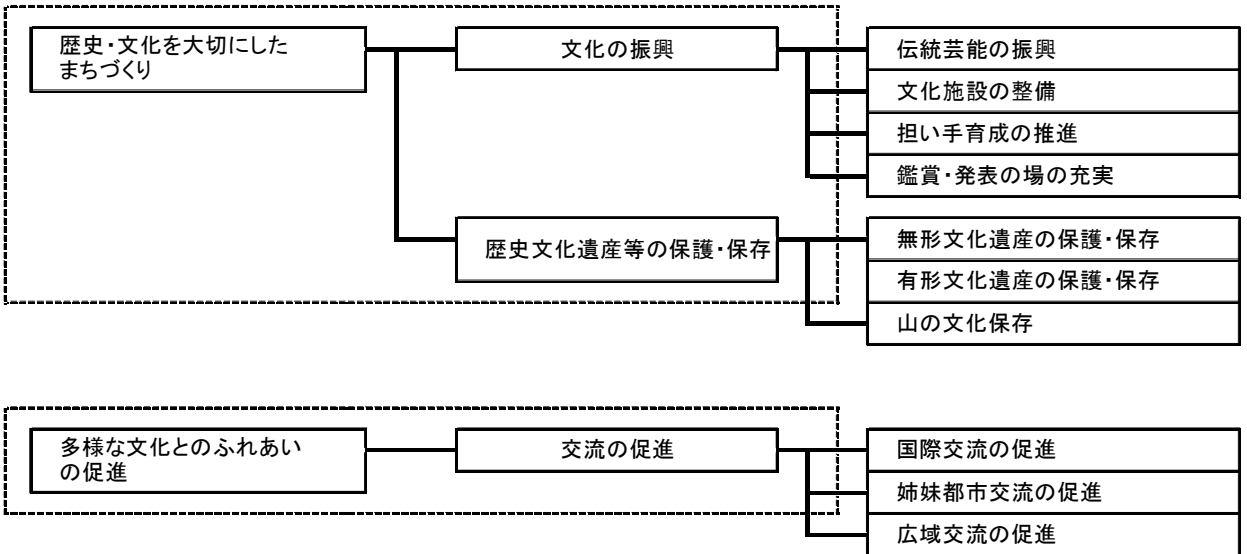 歴史・文化を大切にした
まちづくり
文化の振興
伝統芸能の振興
文化施設の整備
担い手育成の推進
鑑賞・発表の場の充実
歴史文化遺産等の保護・保存
無形文化遺産の保護・保存
有形文化遺産の保護・保存
山の文化保存
多様な文化とのふれあい
の促進
交流の促進
国際交流の促進
姉妹都市交流の促進
広域交流の促進